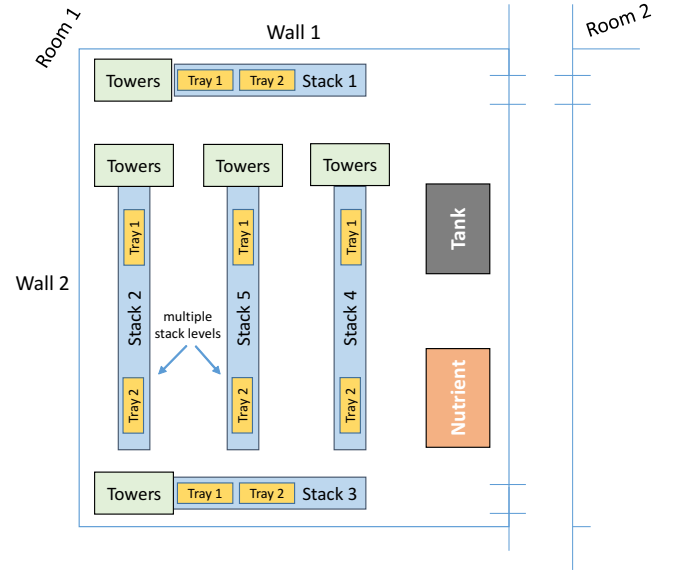 Room 1
Wall 1
Room 2
Towers
Tray 1
Tray 2
Stack 1
Towers
Towers
Towers
Tray 1
Tray 1
Tray 1
Tank
Wall 2
Stack 2
multiple
stack levels
Stack 5
Stack 4
Tray 2
Tray 2
Tray 2
Nutrient
Towers
Tray 1
Tray 2
Stack 3